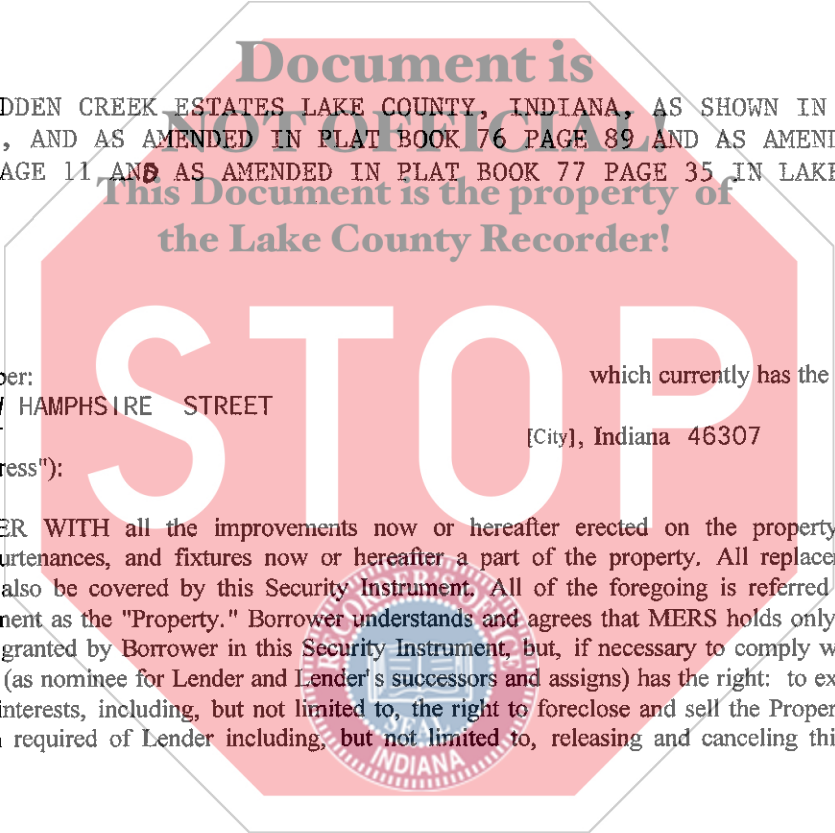 Document is
DDEN CREEK ESTATES LAKE COUNTY, INDIANA, AS SHOWN IN
NOT OFFICIAL!
, AND AS AMENDED IN PLAT BOOK 76 PAGE 89 AND AS AMENI
AGE 11 AND AS AMENDED IN PLAT BOOK 77 PAGE 35 IN LAKE
This Document is the property of
the Lake County Recorder!
STOP
ber:
which currently has the
HAMPHSIRE STREET
[City], Indiana 46307
ress"):
ER WITH all the improvements now or hereafter erected on the property
urtenances, and fixtures now or hereafter a part of the property. All replace
also be covered by this Security Instrument. All of the foregoing is referred
ment as the "Property." Borrower understands and agrees that MERS holds only
granted by Borrower in this Security Instrument, but, if necessary to comply w
(as nominee for Lender and Lender's successors and assigns) has the right: to ex
interests, including, but not limited to, the right to foreclose and sell the Proper
required of Lender including, but not limited to, releasing and canceling thi
RECORDER'S OFFICE
SEAL
INDIANA